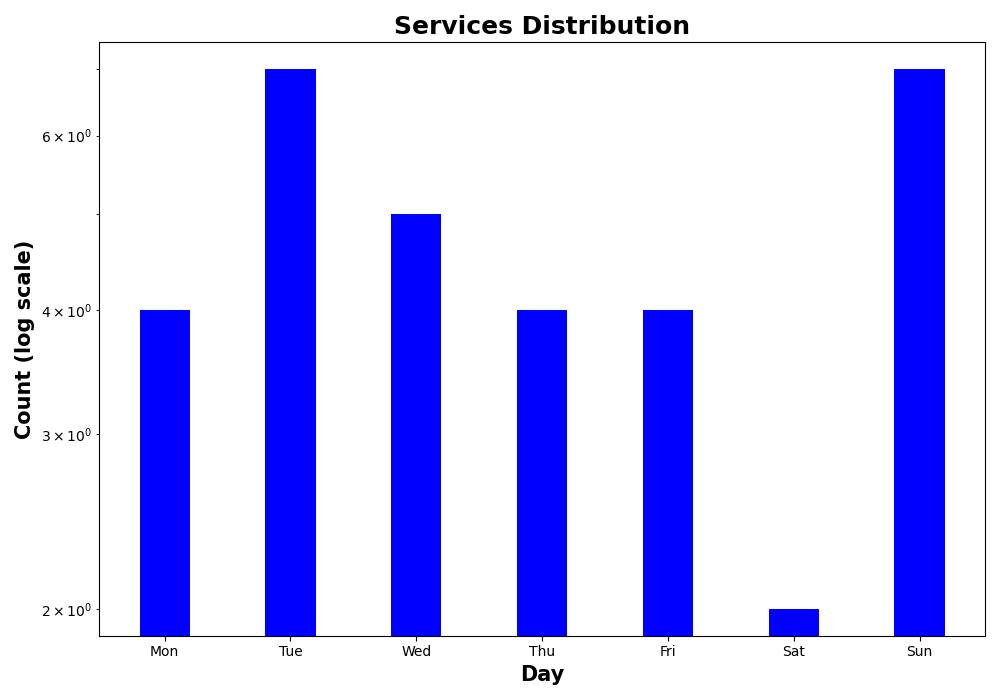 Services Distribution
Count (log scale)
6 × 10⁰
4 × 10⁰
3 × 10⁰
2 × 10⁰
Mon Tue Wed Thu Fri Sat Sun
Day